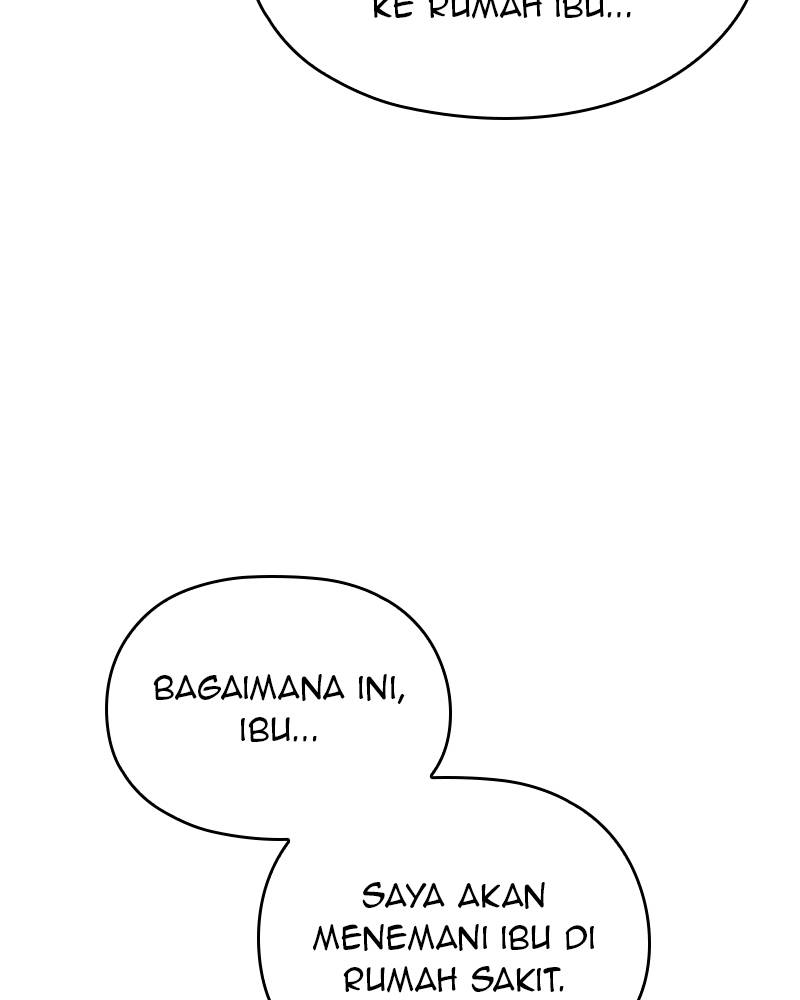 KE RUMAH IBU...
BAGAIMANA INI,
IBU...
SAYA AKAN
MENEMANI IBU DI
RUMAH SAKIT.